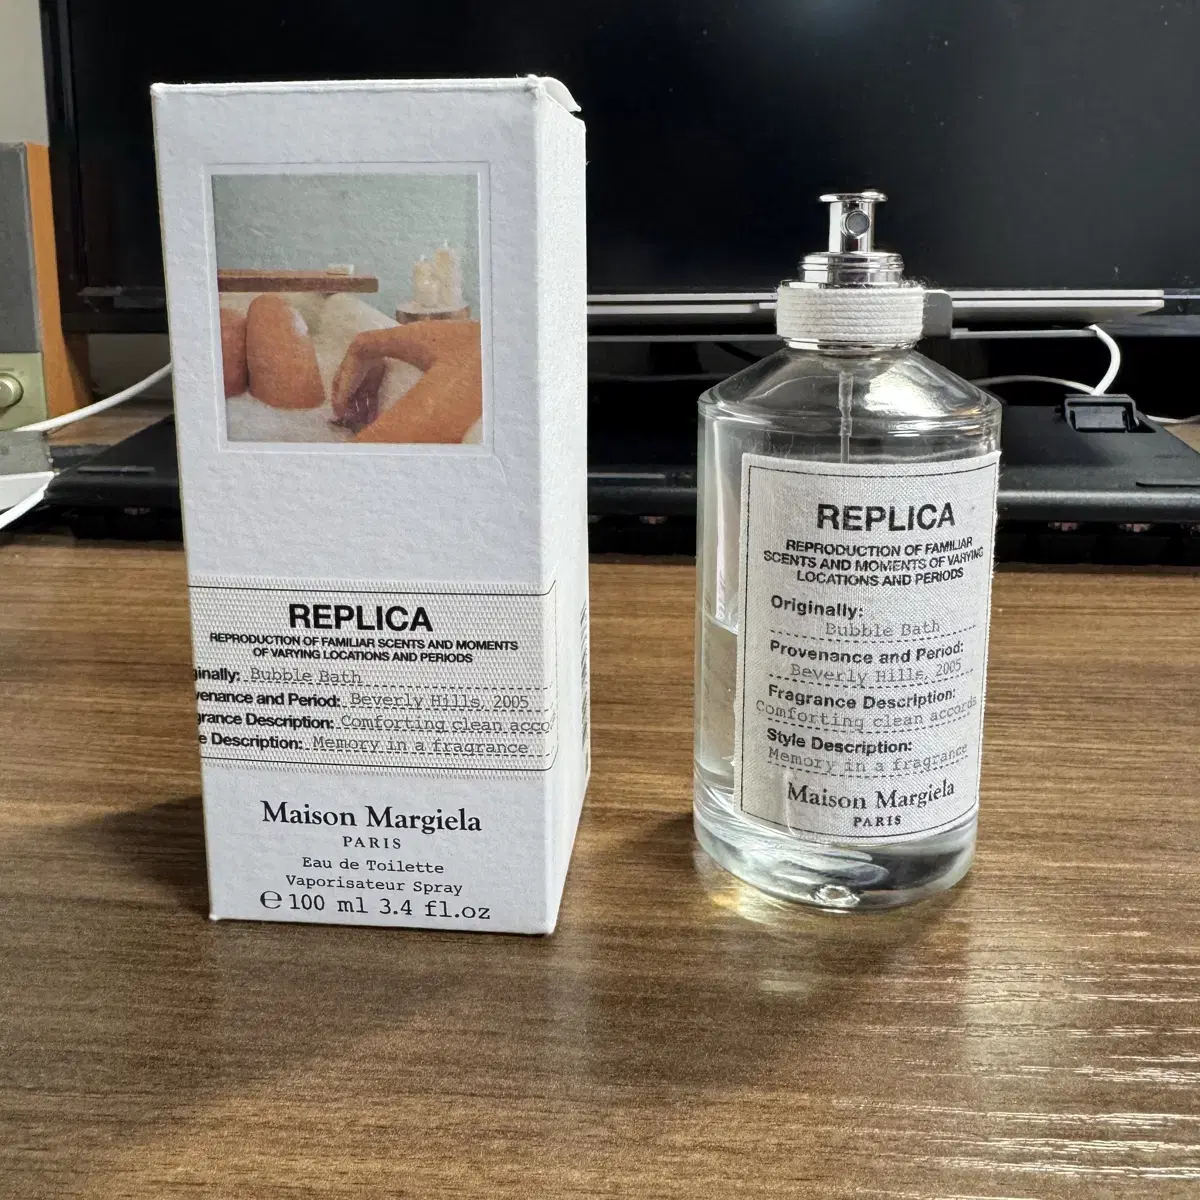 REPLICA
REPRODUCTION OF FAMILIAR SCENTS AND MOMENTS
OF VARYING LOCATIONS AND PERIODS
ginally: Bubble Bath
venance and Period: Beverly Hills, 2005
grance Description: Comforting clean acco
e Description: Memory in a fragrance
Maison Margiela
PARIS
Eau de Toilette
Vaporisateur Spray
℮ 100 ml 3.4 fl.oz
REPLICA
REPRODUCTION OF FAMILIAR
SCENTS AND MOMENTS OF VARYING
LOCATIONS AND PERIODS
Originally:
Bubble Bath
Provenance and Period:
Beverly Hills, 2005
Fragrance Description:
Comforting clean accords
Style Description:
Memory in a fragrance
Maison Margiela
PARIS